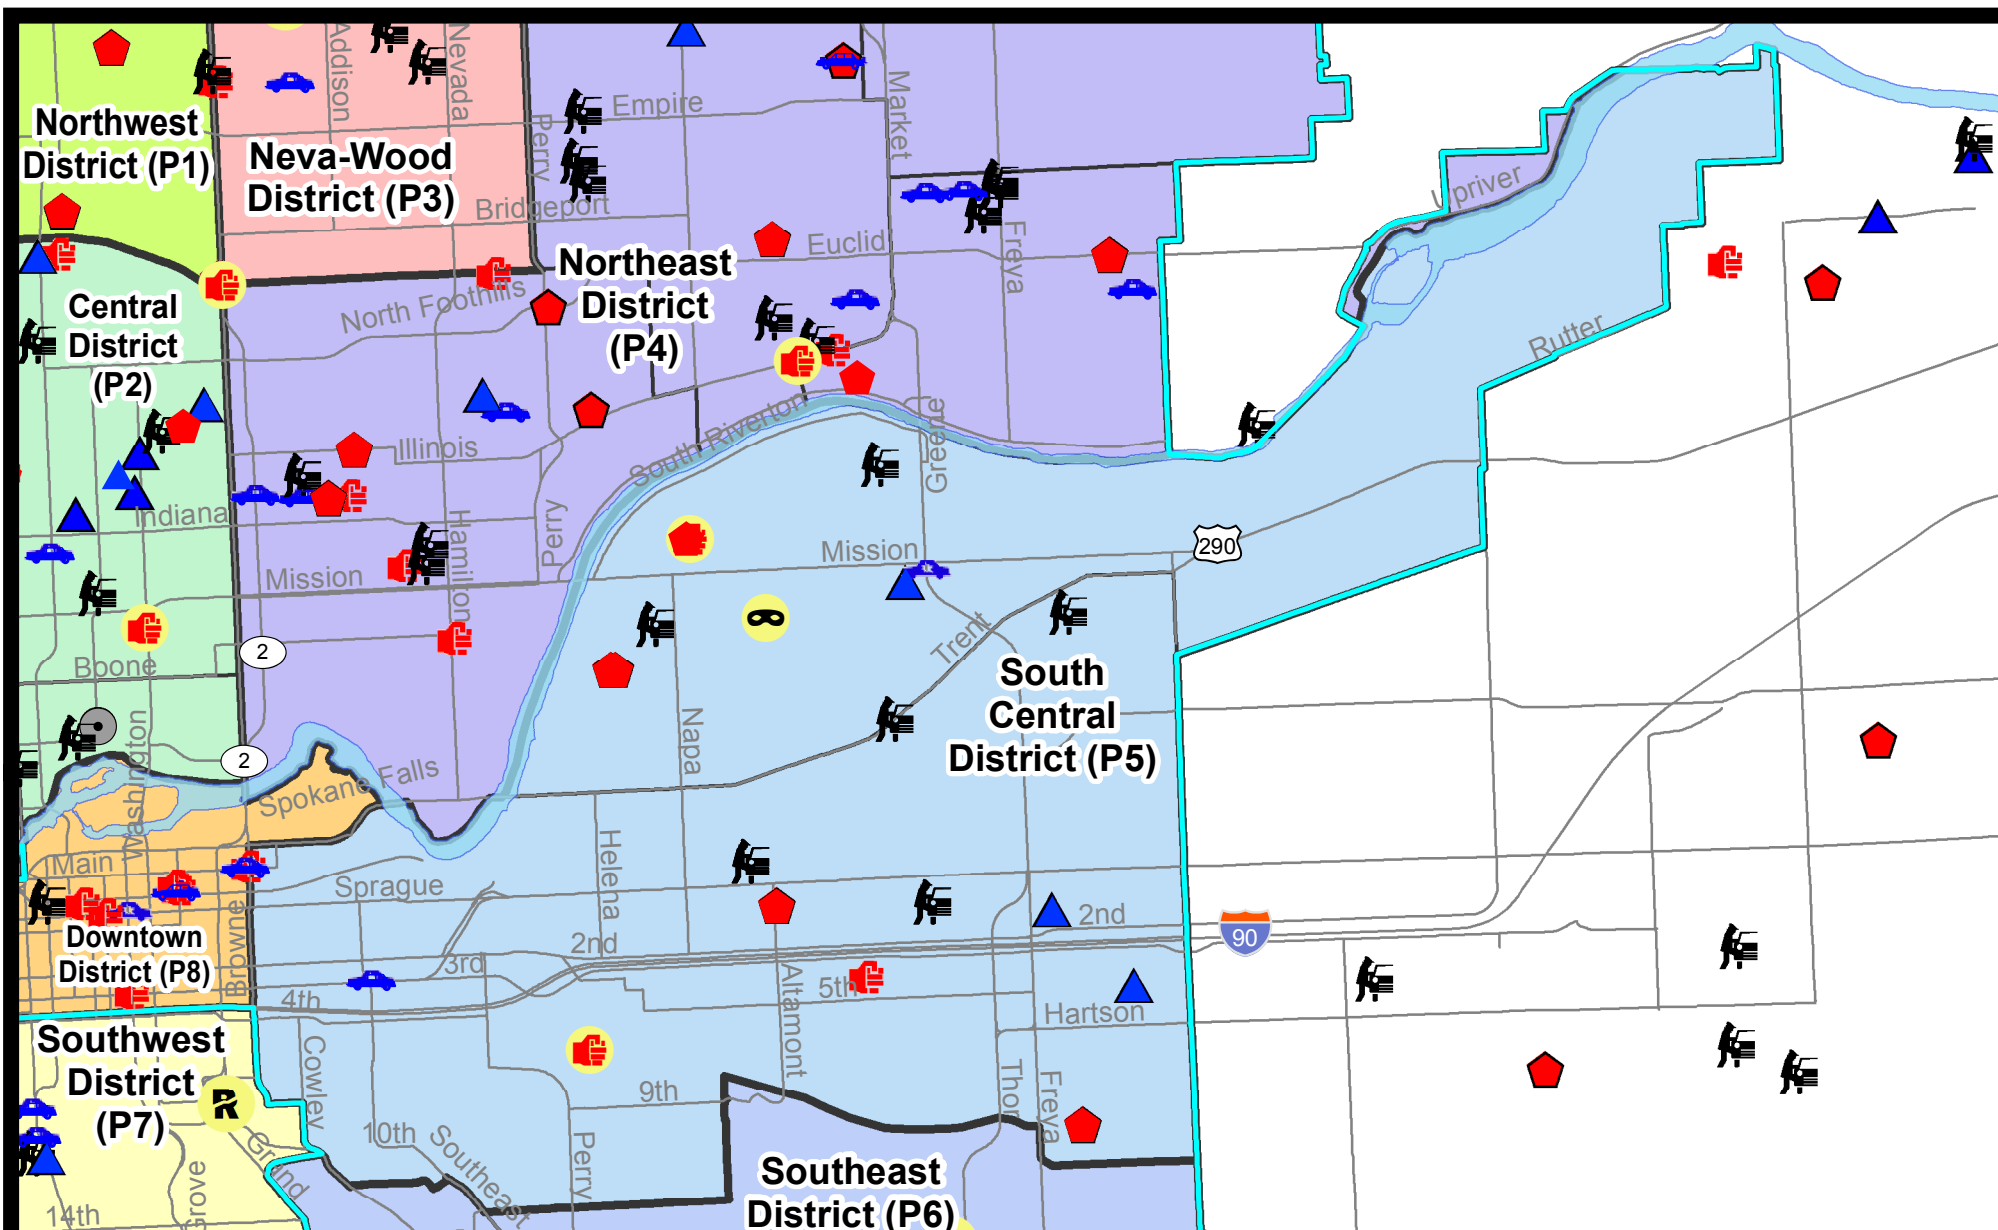 Addison
Nevada
Northwest
District (P1)
Neva-Wood
District (P3)
Perry
Empire
Market
Bridgeport
Euclid
Freya
Upriver
Rutter
Northeast
District
(P4)
North Foothills
Central
District
(P2)
Illinois
South Riverton
Greene
Indiana
Hamilton
Perry
Mission
Mission
290
Trent
2
Boone
South
Central
District (P5)
Napa
Washington
2
Spokane Falls
Main
Sprague
Helena
2nd
2nd
90
Browne
Downtown
District (P8)
3rd
4th
Altamont
5th
Hartson
Southwest
District
(P7)
Cowley
9th
Thor
Freya
10th
Southeast
Perry
R
Grand
Grove
14th
Southeast
District (P6)